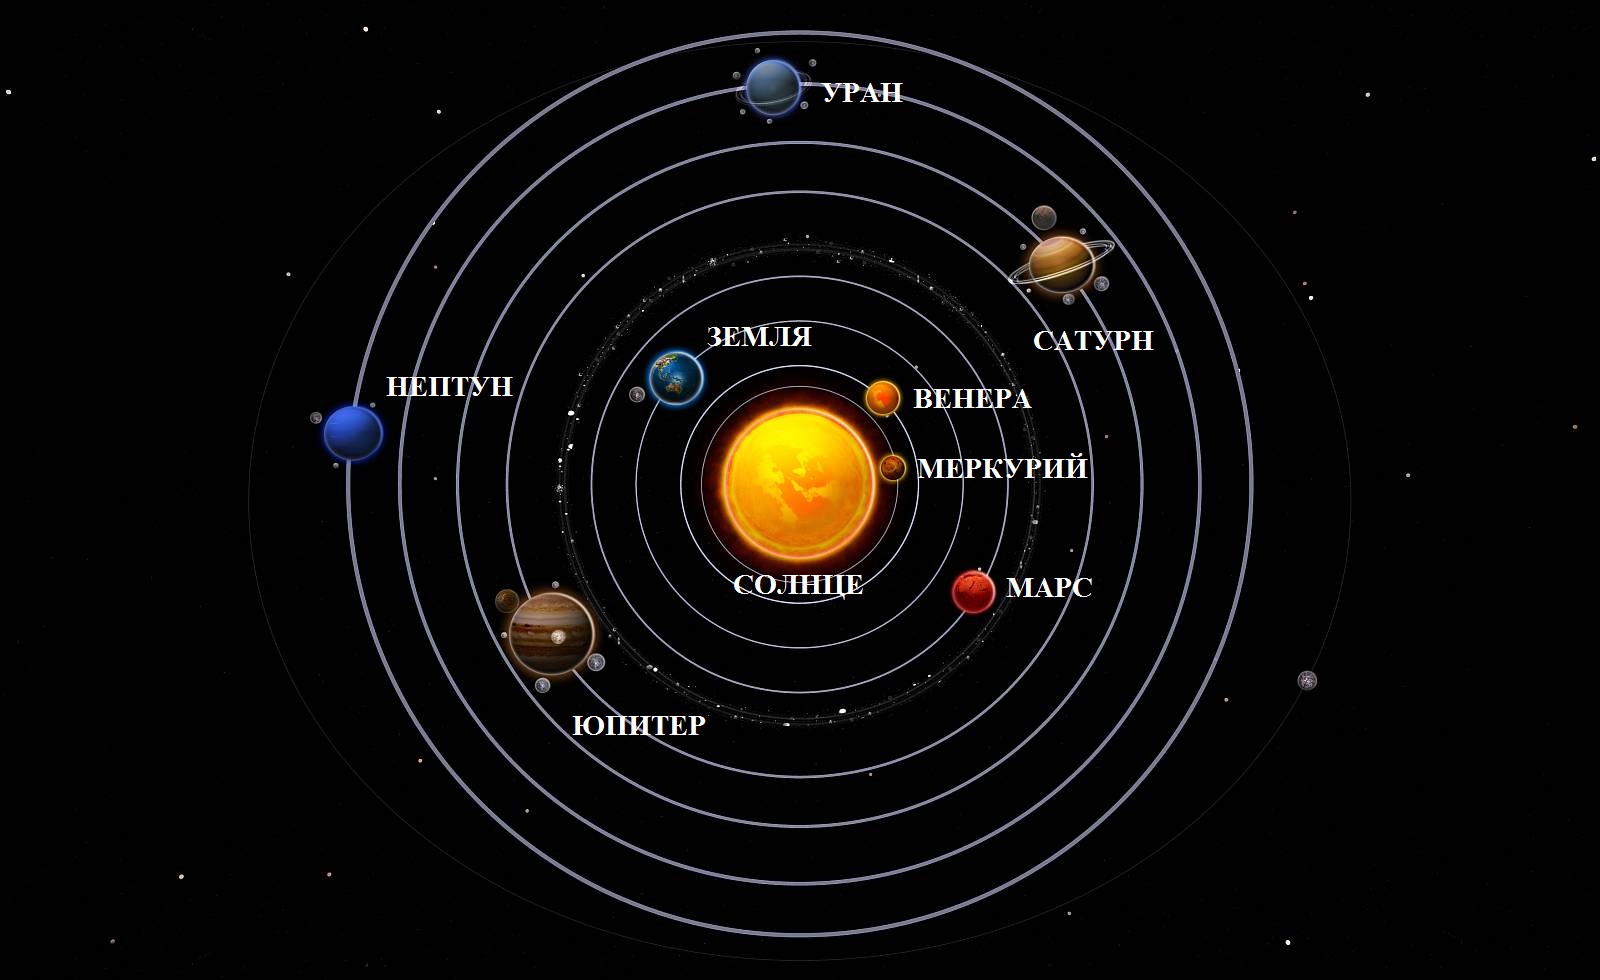 УРАН
ЗЕМЛЯ
САТУРН
НЕПТУН
ВЕНЕРА
МЕРКУРИЙ
СОЛНЦЕ
МАРС
ЮПИТЕР